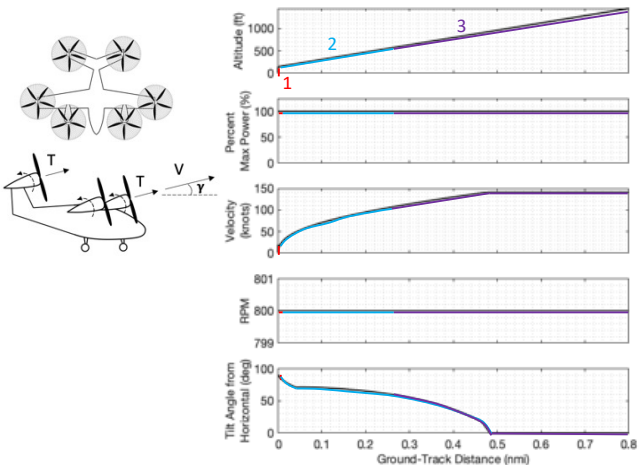 T
T
V
γ
Altitude (ft)
1000
500
0
1
2
3
Percent
Max Power (%)
100
50
0
Velocity
(knots)
150
100
50
0
RPM
801
800
799
Tilt Angle from
Horizontal (deg)
100
50
0
0 0.1 0.2 0.3 0.4 0.5 0.6 0.7 0.8
Ground-Track Distance (nmi)